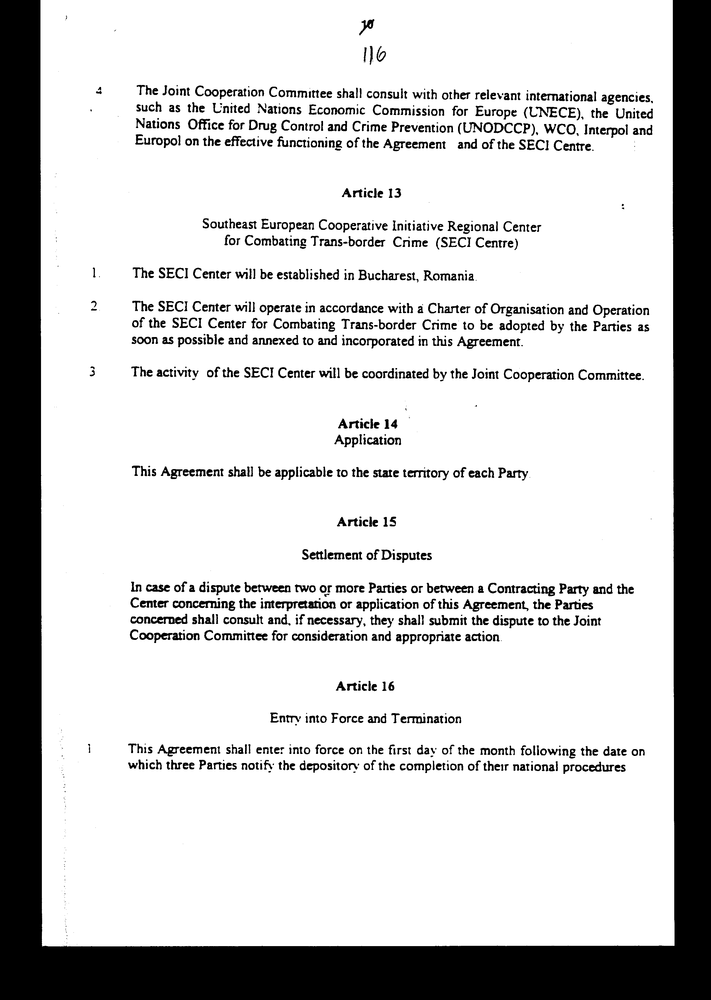 116
4 The Joint Cooperation Committee shall consult with other relevant international agencies,
such as the United Nations Economic Commission for Europe (UNECE), the United
Nations Office for Drug Control and Crime Prevention (UNODCCP), WCO, Interpol and
Europol on the effective functioning of the Agreement and of the SECI Centre.
Article 13
Southeast European Cooperative Initiative Regional Center
for Combating Trans-border Crime (SECI Centre)
1. The SECI Center will be established in Bucharest, Romania.
2. The SECI Center will operate in accordance with a Charter of Organisation and Operation
of the SECI Center for Combating Trans-border Crime to be adopted by the Parties as
soon as possible and annexed to and incorporated in this Agreement.
3 The activity of the SECI Center will be coordinated by the Joint Cooperation Committee.
Article 14
Application
This Agreement shall be applicable to the state territory of each Party.
Article 15
Settlement of Disputes
In case of a dispute between two or more Parties or between a Contracting Party and the
Center concerning the interpretation or application of this Agreement, the Parties
concerned shall consult and, if necessary, they shall submit the dispute to the Joint
Cooperation Committee for consideration and appropriate action.
Article 16
Entry into Force and Termination
1 This Agreement shall enter into force on the first day of the month following the date on
which three Parties notify the depository of the completion of their national procedures